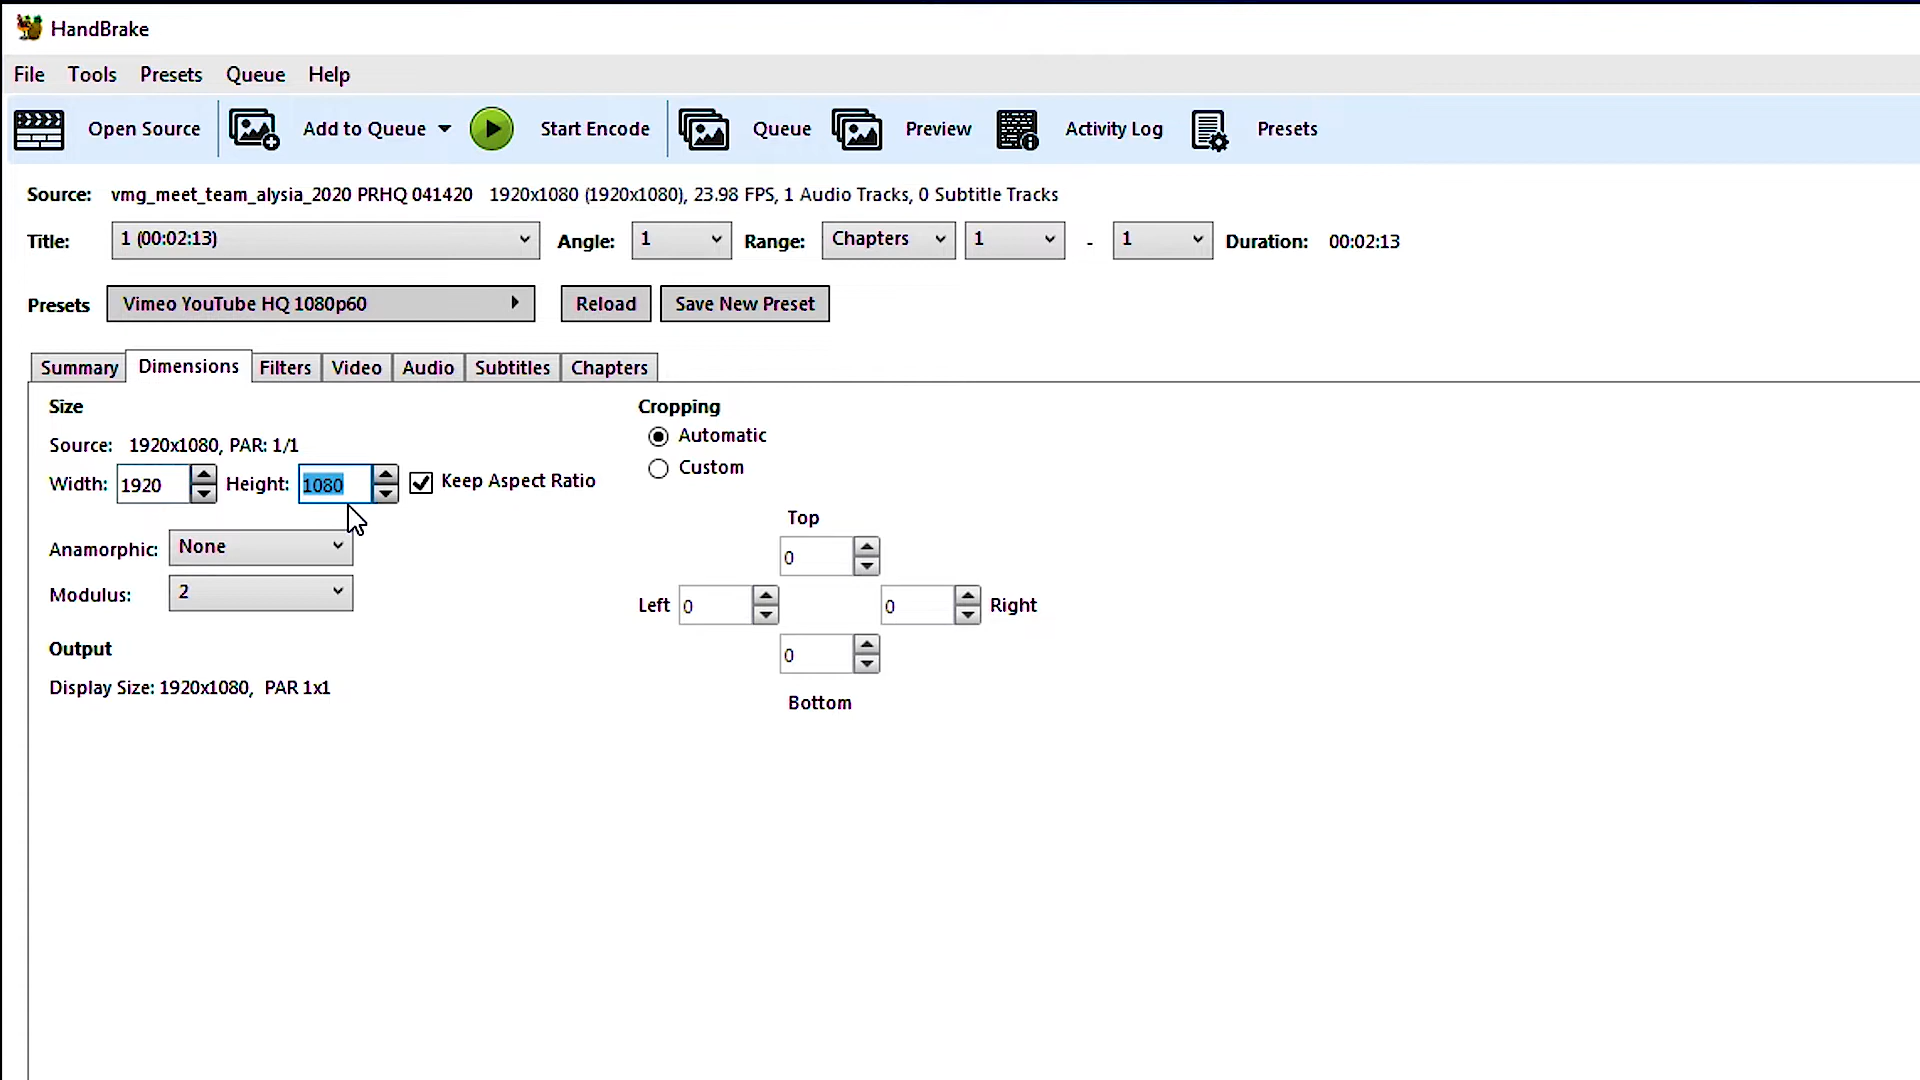 HandBrake
File Tools Presets Queue Help
Open Source Add to Queue Start Encode Queue Preview Activity Log Presets
Source: vmg_meet_team_alysia_2020 PRHQ 041420 1920x1080 (1920x1080), 23.98 FPS, 1 Audio Tracks, 0 Subtitle Tracks
Title: 1 (00:02:13) Angle: 1 Range: Chapters 1 - 1 Duration: 00:02:13
Presets Vimeo YouTube HQ 1080p60 Reload Save New Preset
Summary Dimensions Filters Video Audio Subtitles Chapters
Size
Source: 1920x1080, PAR: 1/1
Width: 1920 Height: 1080 Keep Aspect Ratio
Anamorphic: None
Modulus: 2
Output
Display Size: 1920x1080, PAR 1x1
Cropping
Automatic
Custom
Top
0
Left 0 0 Right
0
Bottom